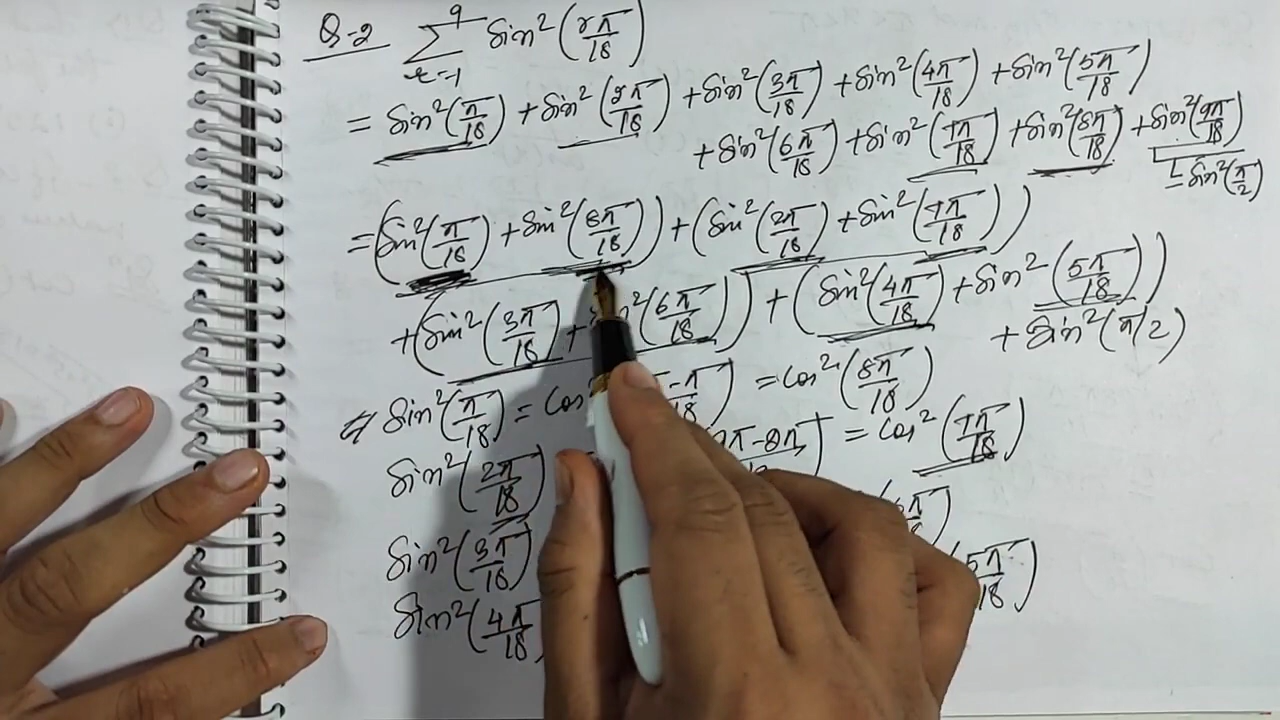 Q-2 ∑_{r=1}^{9} sin²(rπ/18)
= sin²(π/18) + sin²(2π/18) + sin²(3π/18) + sin²(4π/18) + sin²(5π/18)
+ sin²(6π/18) + sin²(7π/18) + sin²(8π/18) + sin²(9π/18)
= sin²(π/2)
= (sin²(π/18) + sin²(8π/18)) + (sin²(2π/18) + sin²(7π/18))
+ (sin²(3π/18) + sin²(6π/18)) + (sin²(4π/18) + sin²(5π/18))
+ sin²(π/2)
sin²(π/18) = cos² -π/18) = cos²(8π/18)
sin²(2π/18) = cos²(7π/18)
sin²(3π/18)
sin²(4π/18) 5π/18)